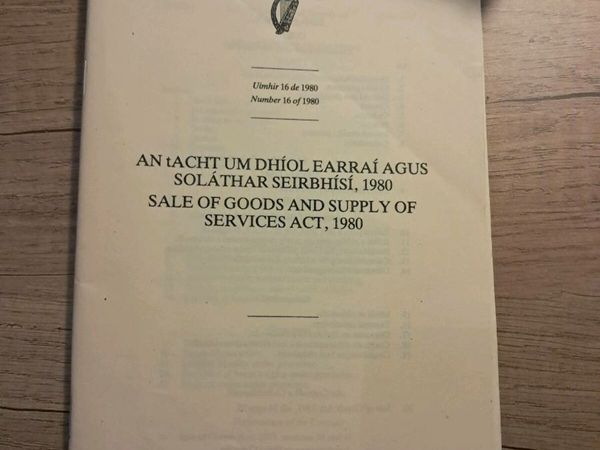 Uimhir 16 de 1980
Number 16 of 1980
AN tACHT UM DHÍOL EARRAÍ AGUS
SOLÁTHAR SEIRBHÍSÍ, 1980
SALE OF GOODS AND SUPPLY OF
SERVICES ACT, 1980